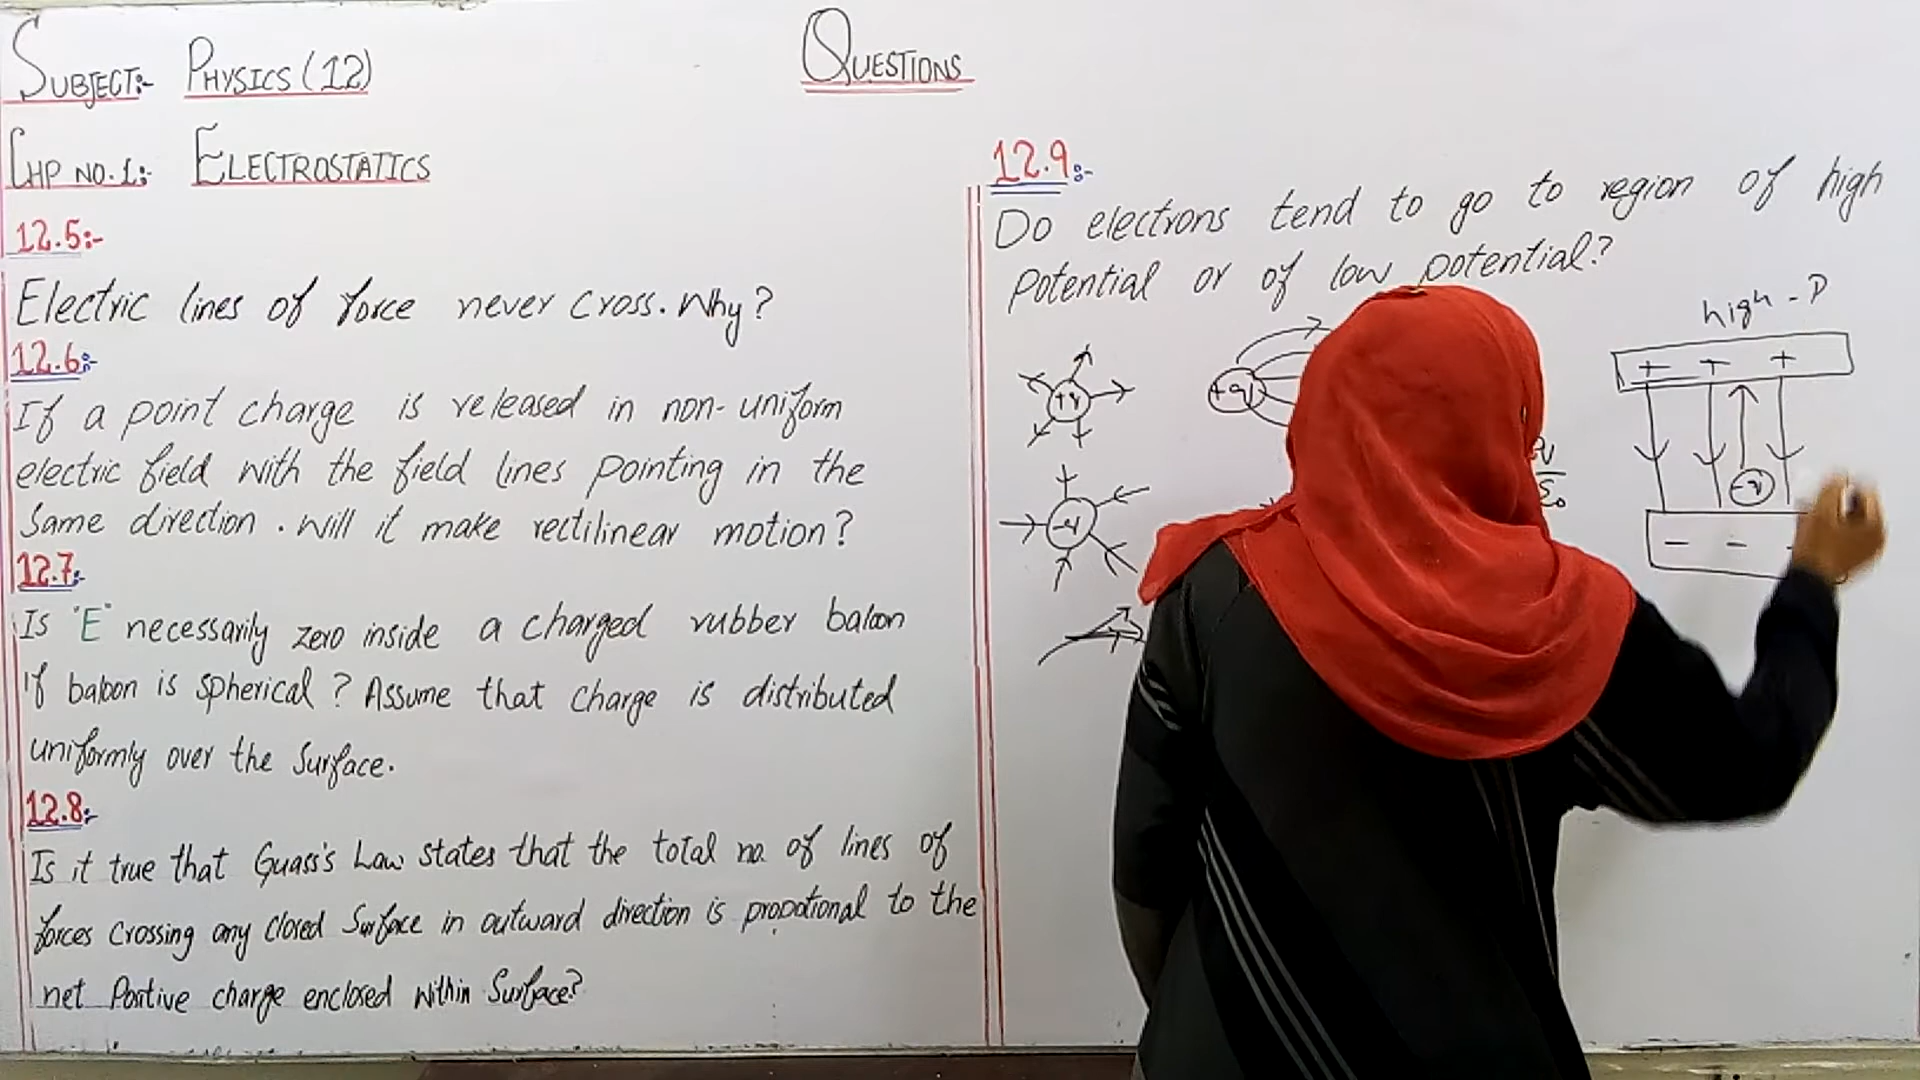 SUBJECT:- PHYSICS (12)
QUESTIONS
CHP NO.1:- ELECTROSTATICS
12.5:-
Electric lines of force never cross. Why?
12.6:-
If a point charge is released in non-uniform
electric field with the field lines pointing in the
Same direction. Will it make rectilinear motion?
12.7:-
Is "E" necessarily zero inside a charged rubber baloon
if baloon is spherical? Assume that charge is distributed
uniformly over the surface.
12.8:-
Is it true that Guass's Law states that the total no. of lines of
forces crossing any closed Surface in outward direction is propotional to the
net Positive charge enclosed within Surface?
12.9:-
Do electrons tend to go to region of high
potential or of low potential?
high - P
+ + +
+q
+q
-q
-q
ε₀
- - -